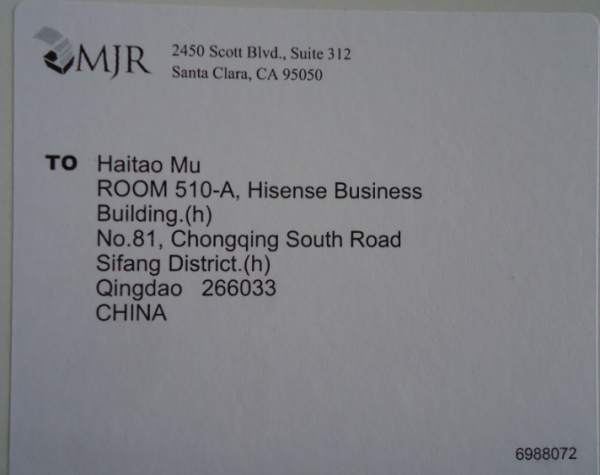 MJR
2450 Scott Blvd., Suite 312
Santa Clara, CA 95050
TO Haitao Mu
ROOM 510-A, Hisense Business
Building.(h)
No.81, Chongqing South Road
Sifang District.(h)
Qingdao 266033
CHINA
6988072